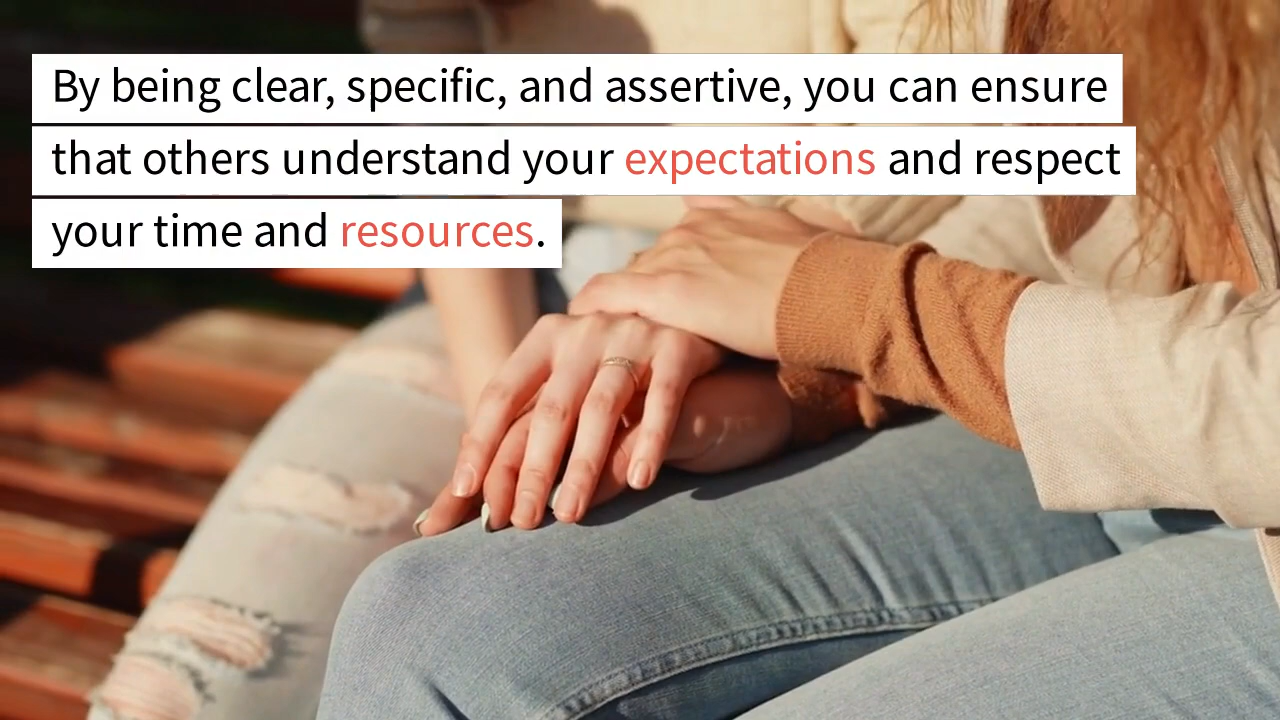 By being clear, specific, and assertive, you can ensure
that others understand your expectations and respect
your time and resources.